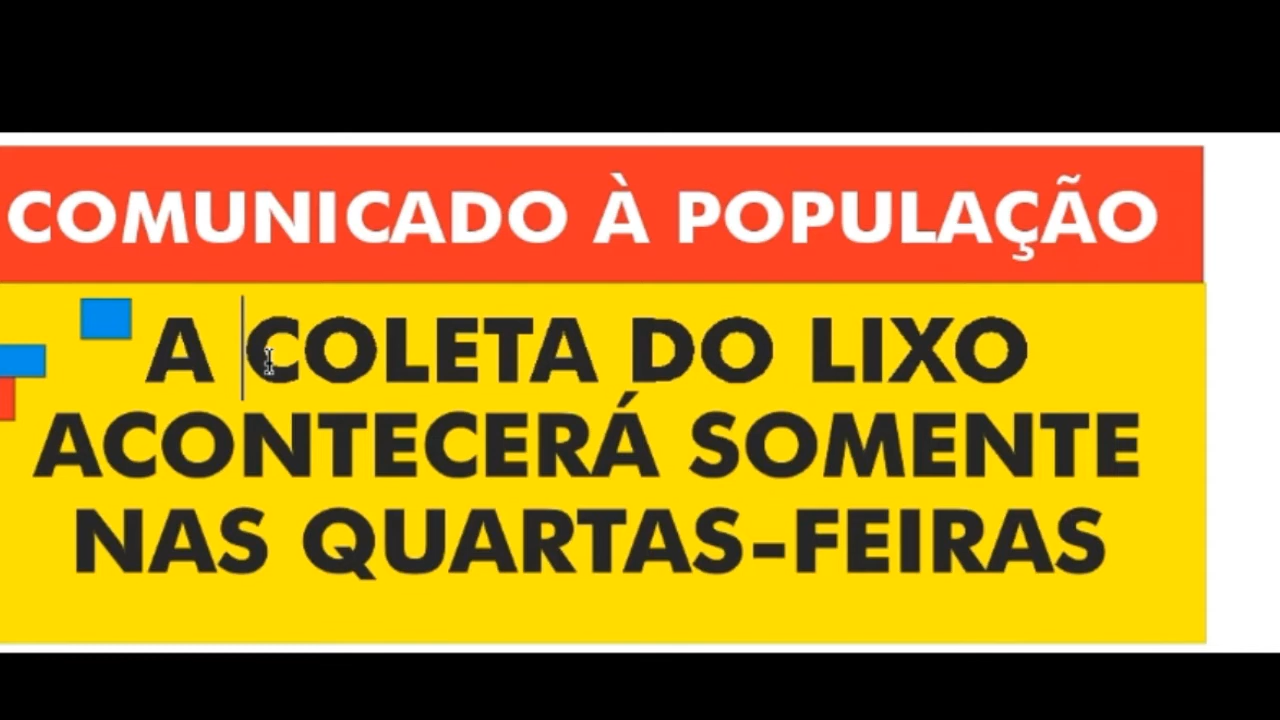 COMUNICADO À POPULAÇÃO
A COLETA DO LIXO
ACONTECERÁ SOMENTE
NAS QUARTAS-FEIRAS